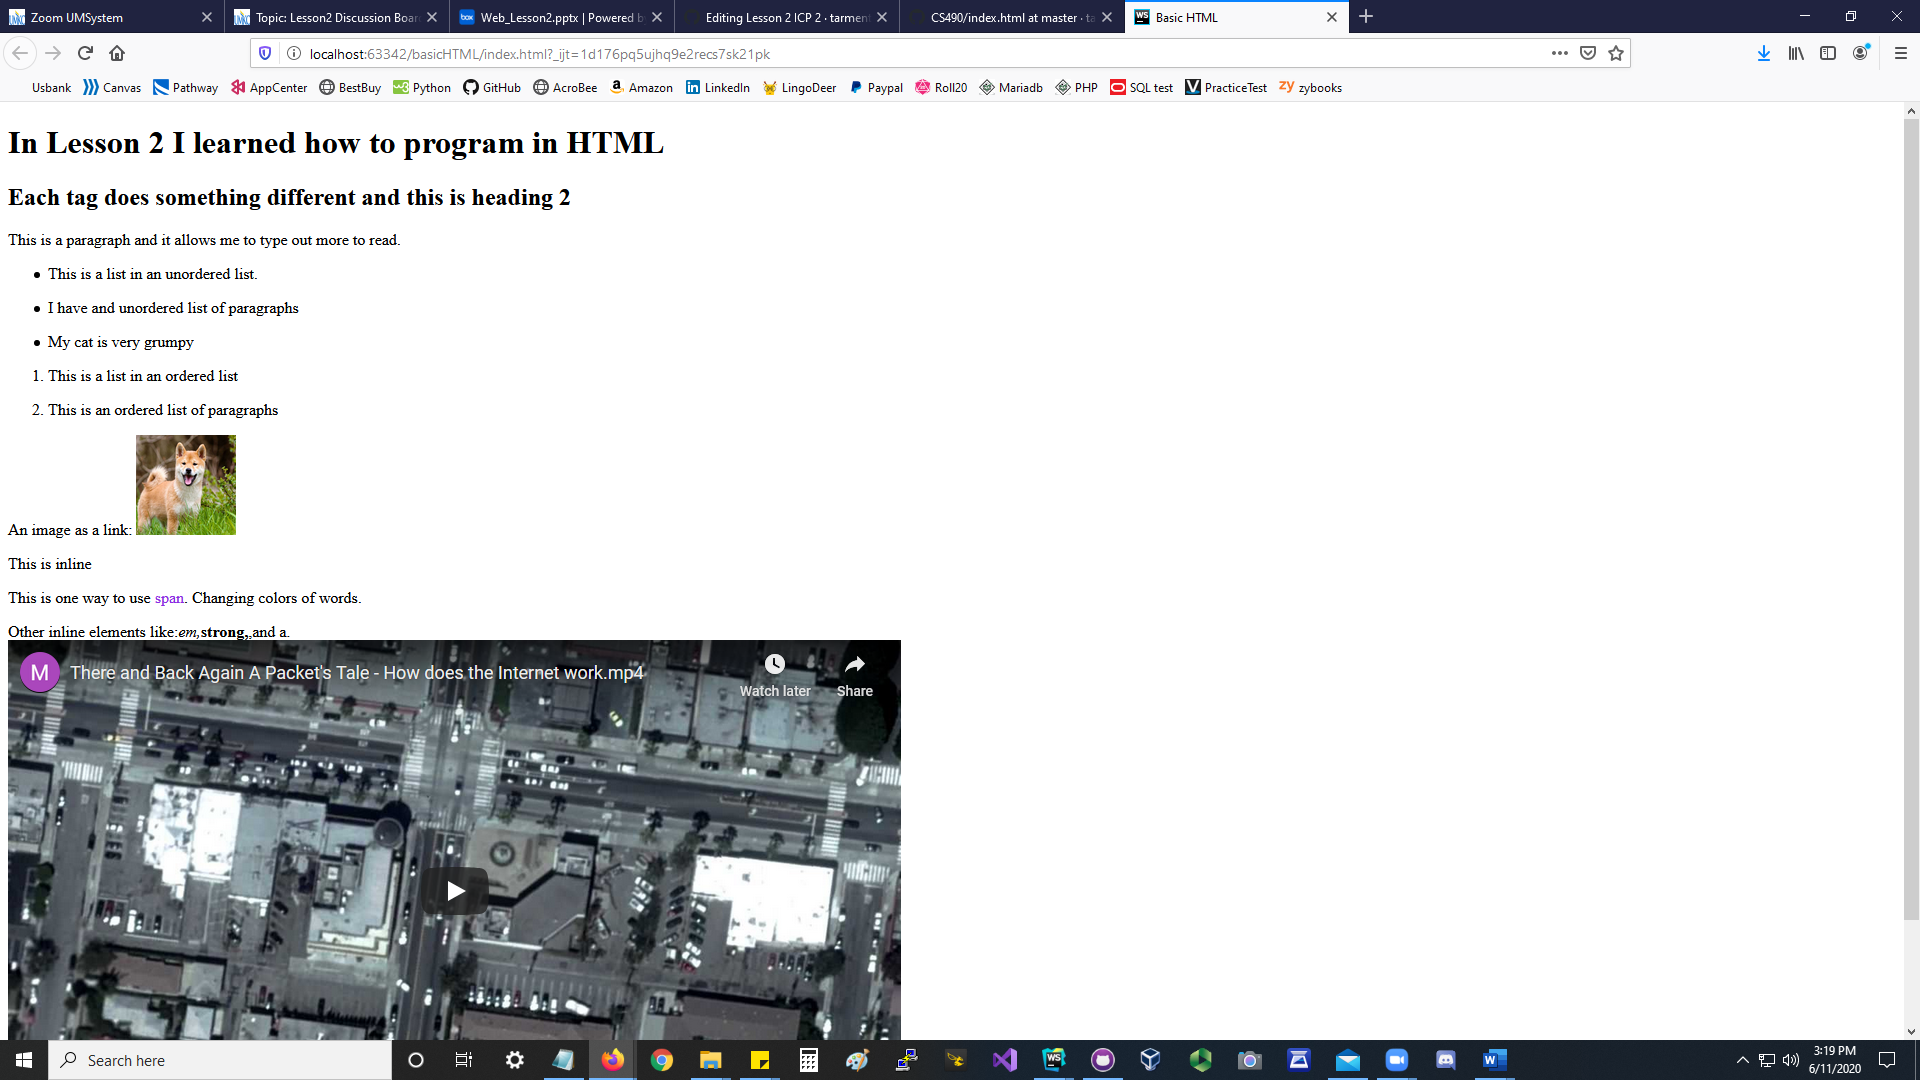 Zoom UMSystem
Topic: Lesson2 Discussion Boar
Web_Lesson2.pptx | Powered b
Editing Lesson 2 ICP 2 · tarment
CS490/index.html at master · ta
Basic HTML
localhost:63342/basicHTML/index.html?_ijt=1d176pq5ujhq9e2recs7sk21pk
Usbank Canvas Pathway AppCenter BestBuy Python GitHub AcroBee Amazon LinkedIn LingoDeer Paypal Roll20 Mariadb PHP SQL test PracticeTest zybooks
In Lesson 2 I learned how to program in HTML
Each tag does something different and this is heading 2
This is a paragraph and it allows me to type out more to read.
• This is a list in an unordered list.
• I have and unordered list of paragraphs
• My cat is very grumpy
1. This is a list in an ordered list
2. This is an ordered list of paragraphs
An image as a link:
This is inline
This is one way to use span. Changing colors of words.
Other inline elements like:em,strong,,and a.
M There and Back Again A Packet's Tale - How does the Internet work.mp4
Watch later Share
Search here
3:19 PM
6/11/2020